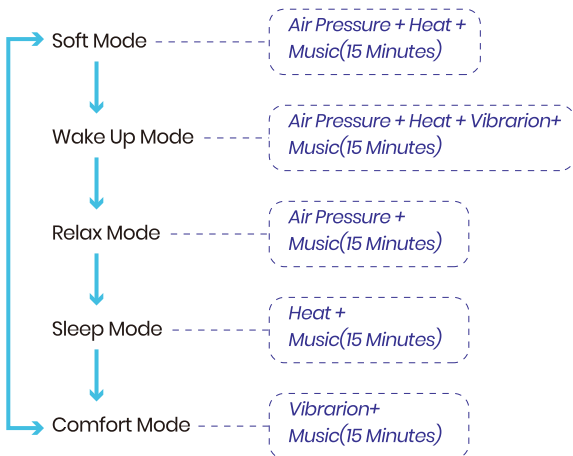 Soft Mode
Air Pressure + Heat +
Music(15 Minutes)
Wake Up Mode
Air Pressure + Heat + Vibrarion+
Music(15 Minutes)
Relax Mode
Air Pressure +
Music(15 Minutes)
Sleep Mode
Heat +
Music(15 Minutes)
Comfort Mode
Vibrarion+
Music(15 Minutes)